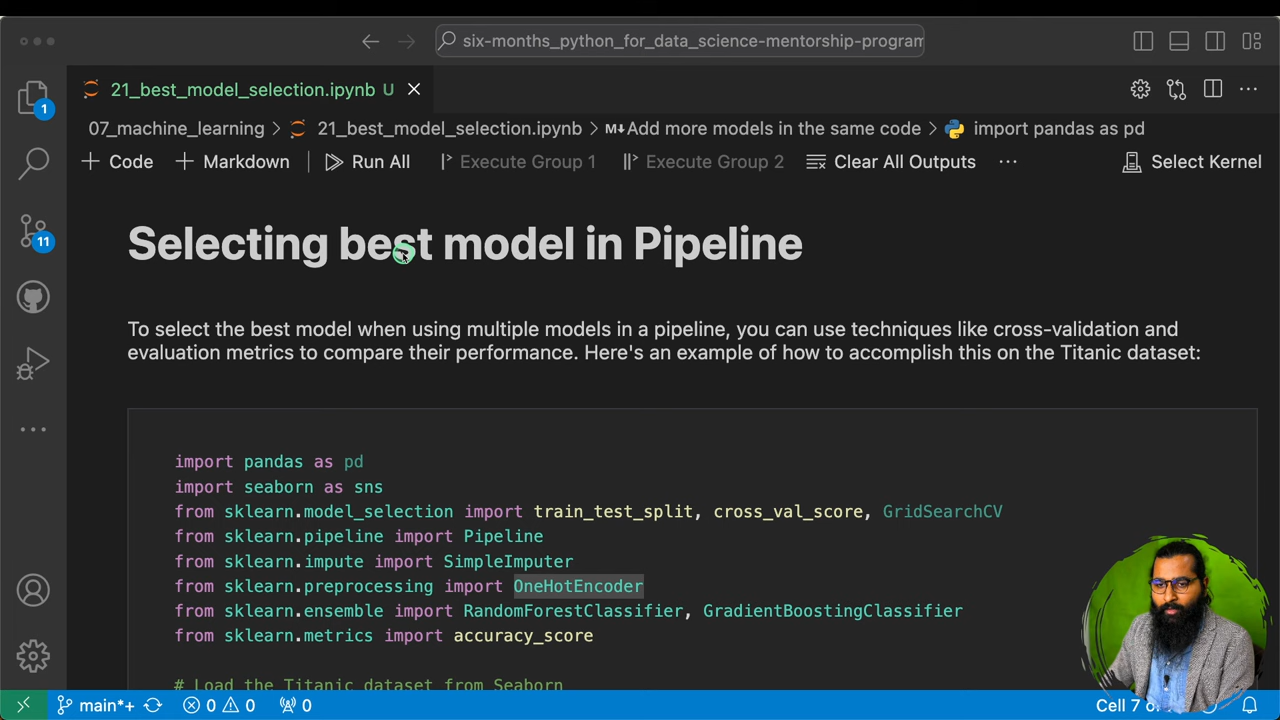 six-months_python_for_data_science-mentorship-program
21_best_model_selection.ipynb U
1
07_machine_learning > 21_best_model_selection.ipynb > M↓Add more models in the same code > import pandas as pd
+ Code + Markdown Run All Execute Group 1 Execute Group 2 Clear All Outputs ... Select Kernel
Selecting best model in Pipeline
11
To select the best model when using multiple models in a pipeline, you can use techniques like cross-validation and
evaluation metrics to compare their performance. Here's an example of how to accomplish this on the Titanic dataset:
import pandas as pd
import seaborn as sns
from sklearn.model_selection import train_test_split, cross_val_score, GridSearchCV
from sklearn.pipeline import Pipeline
from sklearn.impute import SimpleImputer
from sklearn.preprocessing import OneHotEncoder
from sklearn.ensemble import RandomForestClassifier, GradientBoostingClassifier
from sklearn.metrics import accuracy_score
# Load the Titanic dataset from Seaborn
main*+ 0 0 0 Cell 7